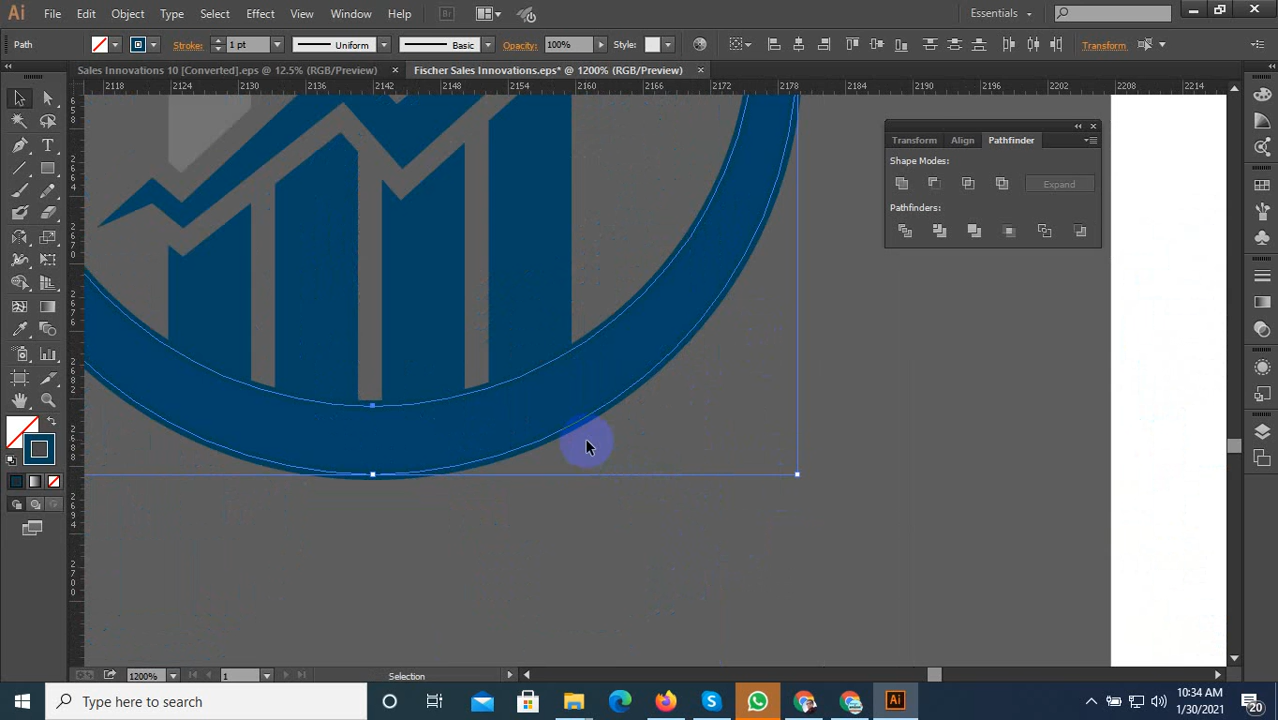 Ai File Edit Object Type Select Effect View Window Help Br Essentials
Path Stroke: 1 pt Uniform Basic Opacity: 100% Style: Transform
Sales Innovations 10 [Converted].eps @ 12.5% (RGB/Preview) × Fischer Sales Innovations.eps* @ 1200% (RGB/Preview) ×
2118 2124 2130 2136 2142 2148 2154 2160 2166 2172 2178 2184 2190 2196 2202 2208 2214
Transform Align Pathfinder
Shape Modes:
Expand
Pathfinders:
1200% 1 Selection
Type here to search
10:34 AM
1/30/2021
20